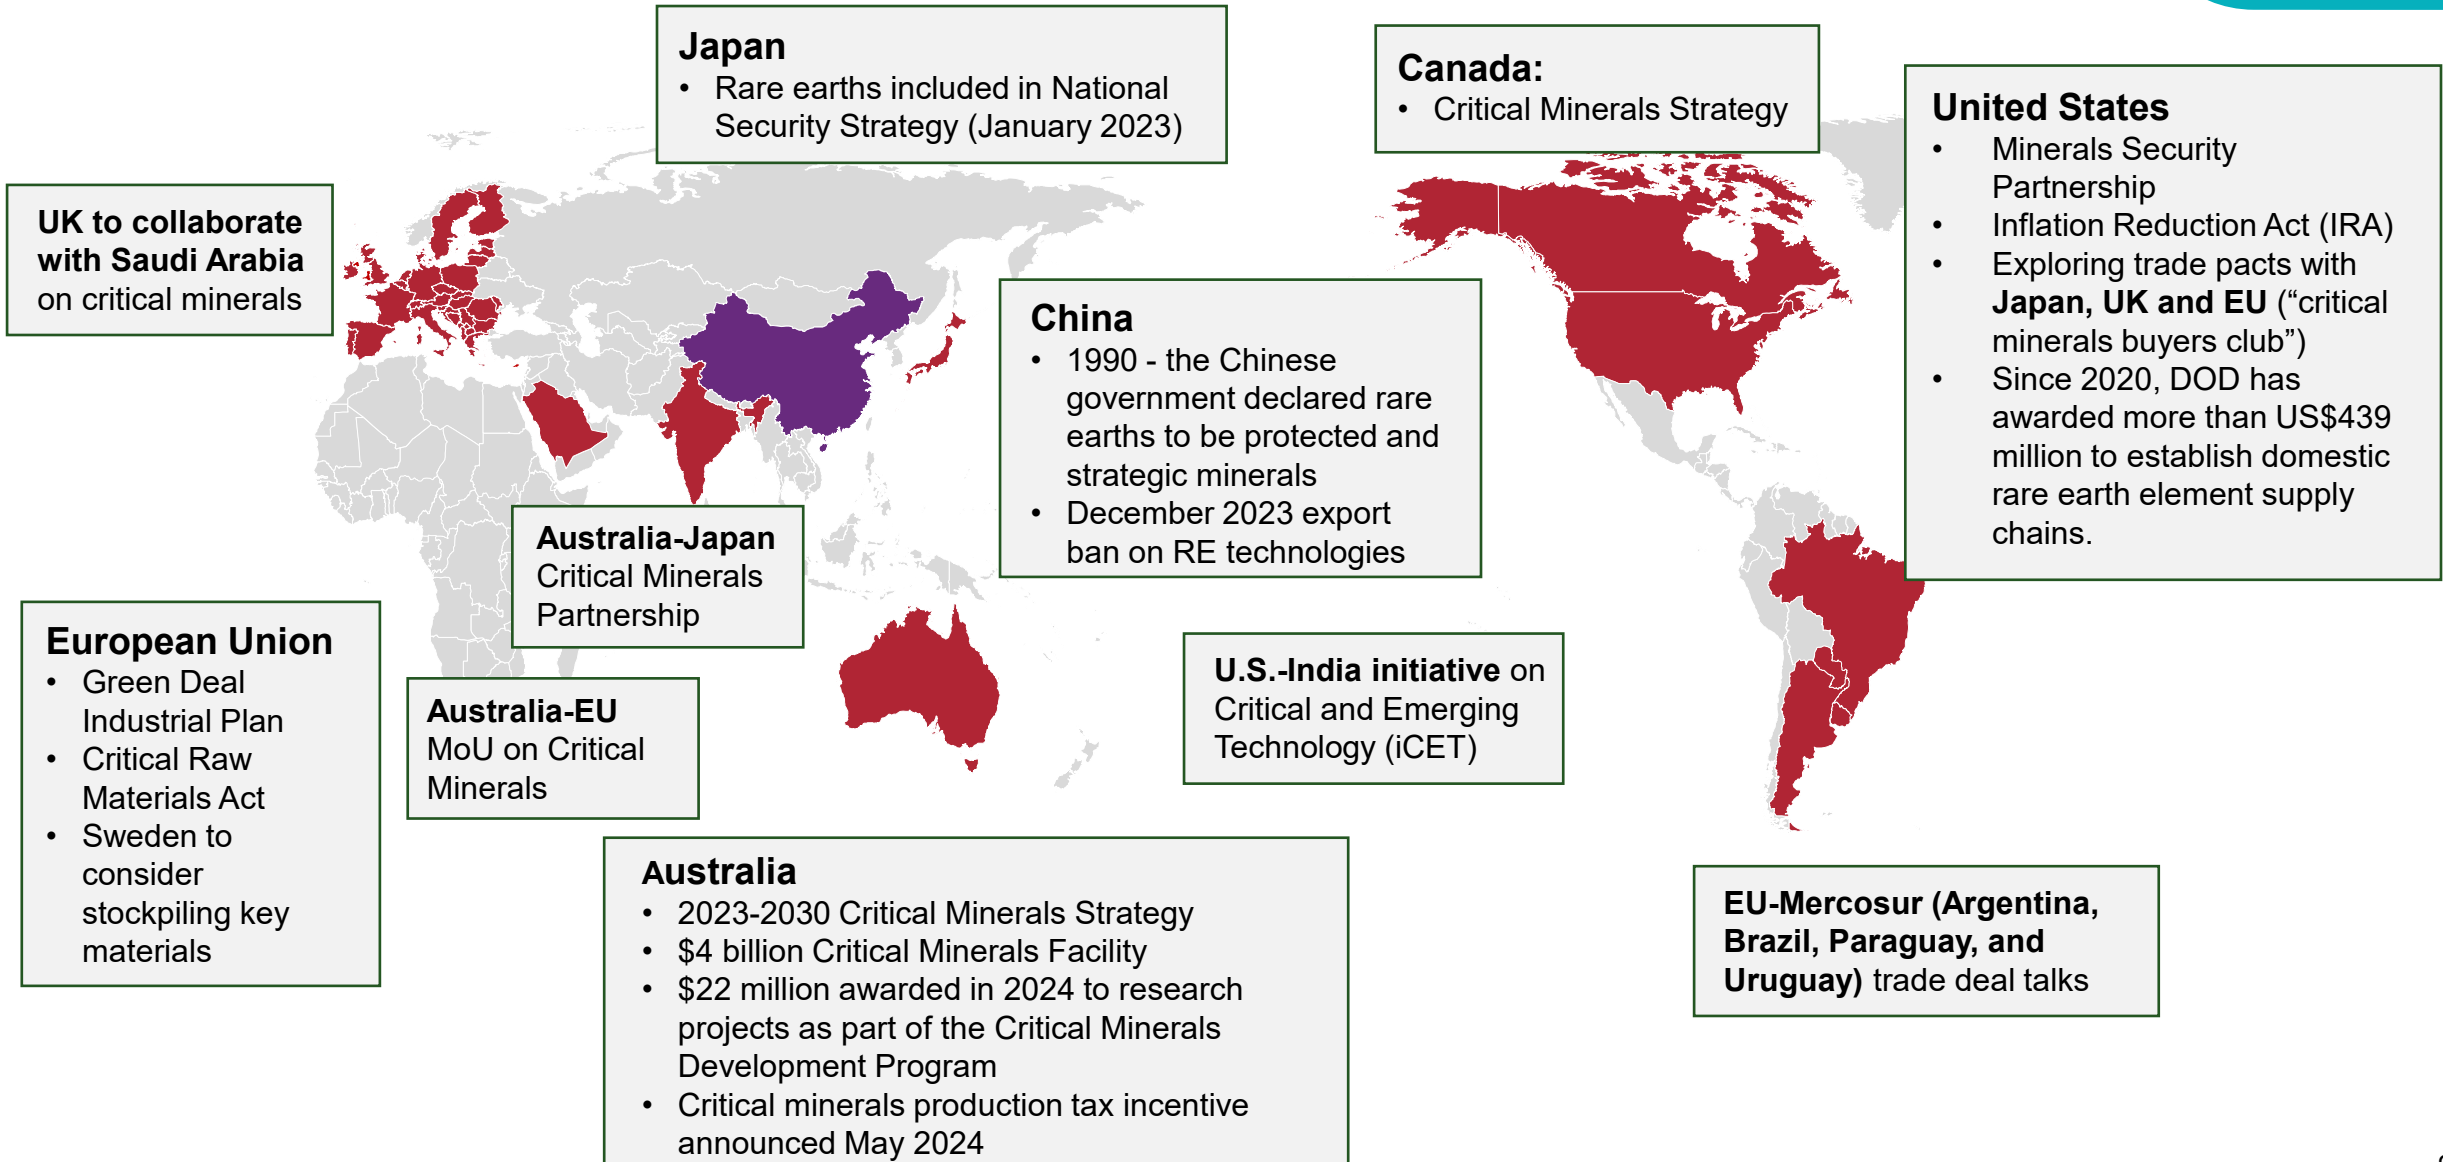 Japan
• Rare earths included in National
Security Strategy (January 2023)
Canada:
• Critical Minerals Strategy
United States
• Minerals Security
Partnership
• Inflation Reduction Act (IRA)
• Exploring trade pacts with
Japan, UK and EU (“critical
minerals buyers club”)
• Since 2020, DOD has
awarded more than US$439
million to establish domestic
rare earth element supply
chains.
UK to collaborate
with Saudi Arabia
on critical minerals
China
• 1990 - the Chinese
government declared rare
earths to be protected and
strategic minerals
• December 2023 export
ban on RE technologies
Australia-Japan
Critical Minerals
Partnership
European Union
• Green Deal
Industrial Plan
• Critical Raw
Materials Act
• Sweden to
consider
stockpiling key
materials
Australia-EU
MoU on Critical
Minerals
U.S.-India initiative on
Critical and Emerging
Technology (iCET)
Australia
• 2023-2030 Critical Minerals Strategy
• $4 billion Critical Minerals Facility
• $22 million awarded in 2024 to research
projects as part of the Critical Minerals
Development Program
• Critical minerals production tax incentive
announced May 2024
EU-Mercosur (Argentina,
Brazil, Paraguay, and
Uruguay) trade deal talks